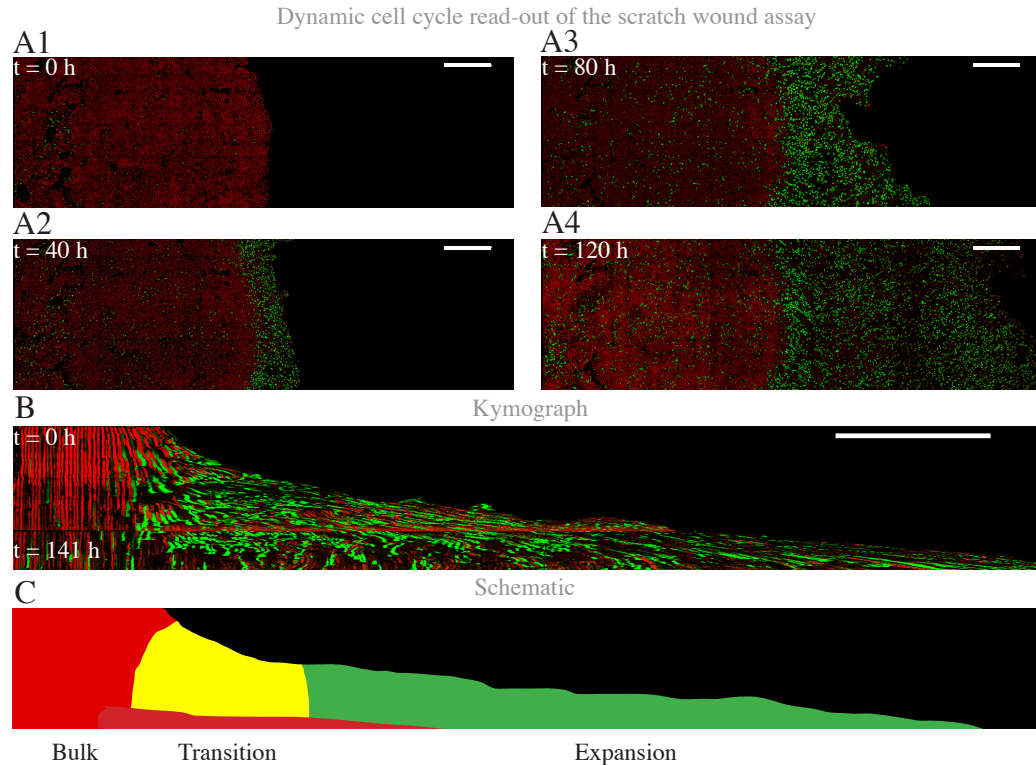 Dynamic cell cycle read-out of the scratch wound assay
A1
t = 0 h
A3
t = 80 h
A2
t = 40 h
A4
t = 120 h
Kymograph
B
t = 0 h
t = 141 h
Schematic
C
Bulk Transition Expansion